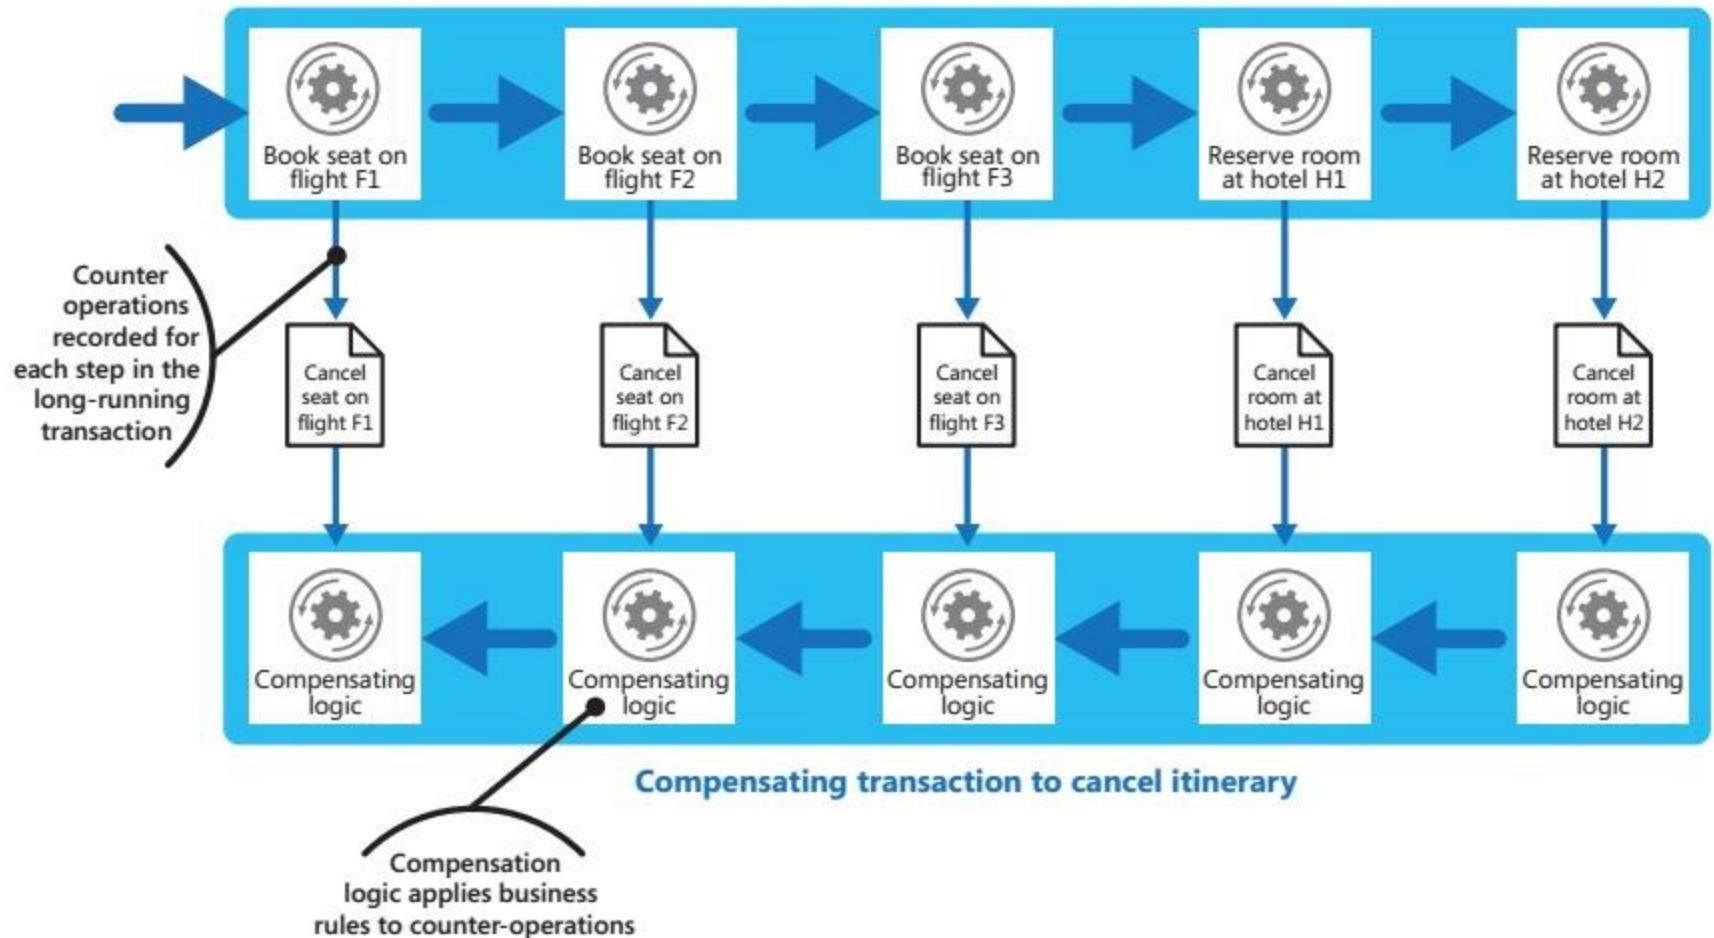 Book seat on
flight F1
Book seat on
flight F2
Book seat on
flight F3
Reserve room
at hotel H1
Reserve room
at hotel H2
Counter
operations
recorded for
each step in the
long-running
transaction
Cancel
seat on
flight F1
Cancel
seat on
flight F2
Cancel
seat on
flight F3
Cancel
room at
hotel H1
Cancel
room at
hotel H2
Compensating
logic
Compensating
logic
Compensating
logic
Compensating
logic
Compensating
logic
Compensating transaction to cancel itinerary
Compensation
logic applies business
rules to counter-operations